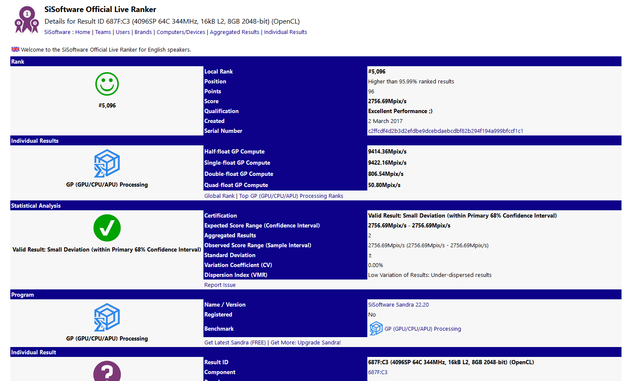 SiSoftware Official Live Ranker
Details for Result ID 687F:C3 (4096SP 64C 344MHz, 16kB L2, 8GB 2048-bit) (OpenCL)
SiSoftware : Home | Teams | Users | Brands | Computers/Devices | Aggregated Results | Individual Results
Welcome to the SiSoftware Official Live Ranker for English speakers.
Rank
#5,096
Local Rank #5,096
Position Higher than 95.99% ranked results
Points 96
Score 2756.69Mpix/s
Qualification Excellent Performance ;)
Created 2 March 2017
Serial Number
Individual Results
GP (GPU/CPU/APU) Processing
Half-float GP Compute 9414.36Mpix/s
Single-float GP Compute 9422.16Mpix/s
Double-float GP Compute 806.54Mpix/s
Quad-float GP Compute 50.80Mpix/s
Global Rank | Top GP (GPU/CPU/APU) Processing Ranks
Statistical Analysis
Valid Result: Small Deviation (within Primary 68% Confidence Interval)
Certification Valid Result: Small Deviation (within Primary 68% Confidence Interval)
Expected Score Range (Confidence Interval) 2756.69Mpix/s - 2756.69Mpix/s
Aggregated Results 2
Observed Score Range (Sample Interval) 2756.69Mpix/s (2756.69Mpix/s - 2756.69Mpix/s)
Standard Deviation ±
Variation Coefficient (CV) 0.00%
Dispersion Index (VMR) Low Variation of Results: Under-dispersed results
Report Issue
Program
GP (GPU/CPU/APU) Processing
Name / Version SiSoftware Sandra 22.20
Registered No
Benchmark GP (GPU/CPU/APU) Processing
Get Latest Sandra (FREE) | Get More: Upgrade Sandra!
Individual Result
Result ID 687F:C3 (4096SP 64C 344MHz, 16kB L2, 8GB 2048-bit) (OpenCL)
Component 687F:C3